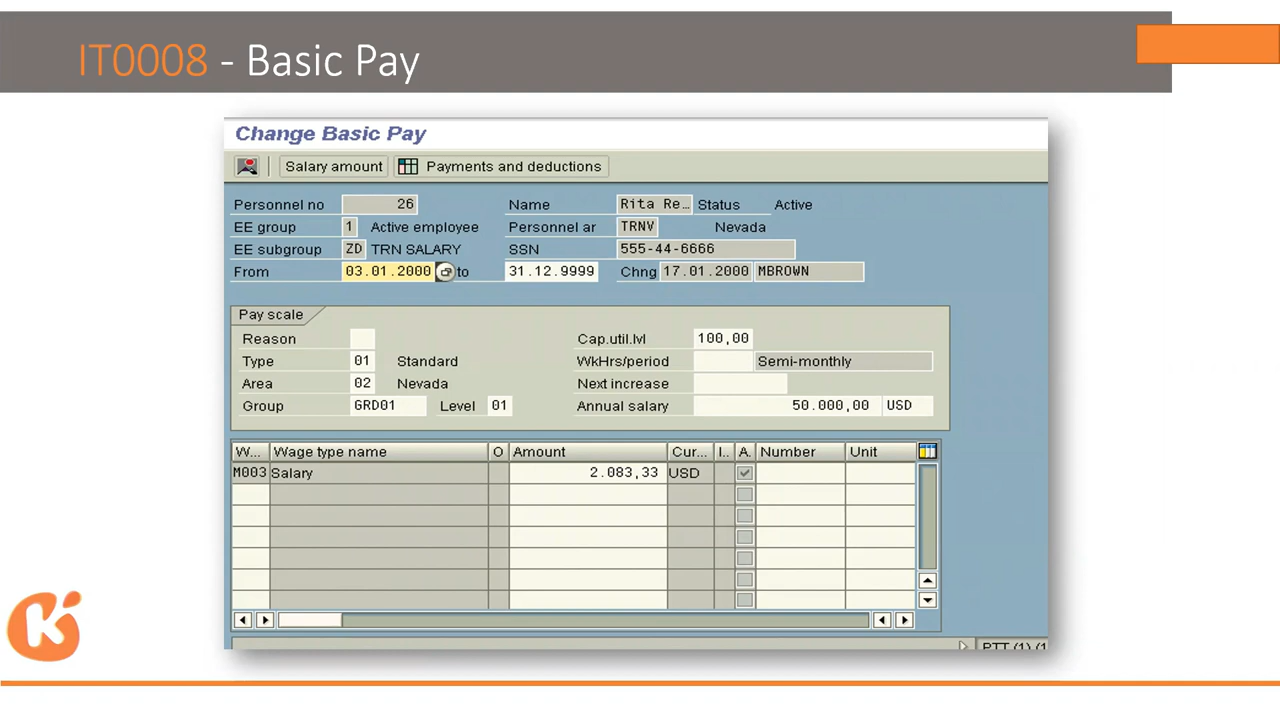 IT0008 - Basic Pay
Change Basic Pay
Salary amount Payments and deductions
Personnel no 26 Name Rita Re... Status Active
EE group 1 Active employee Personnel ar TRNV Nevada
EE subgroup ZD TRN SALARY SSN 555-44-6666
From 03.01.2000 to 31.12.9999 Chng 17.01.2000 MBROWN
Pay scale
Reason Cap.util.lvl 100,00
Type 01 Standard WkHrs/period Semi-monthly
Area 02 Nevada Next increase
Group GRD01 Level 01 Annual salary 50.000,00 USD
W... Wage type name O Amount Cur... I.. A. Number Unit
M003 Salary 2.083,33 USD
K